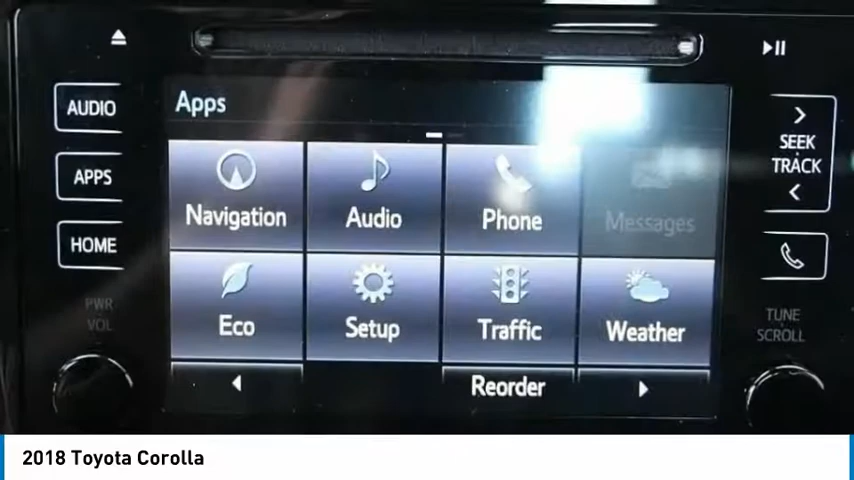 AUDIO
APPS
HOME
PWR
VOL
Apps
Navigation
Audio
Phone
Messages
Eco
Setup
Traffic
Weather
Reorder
SEEK
TRACK
TUNE
SCROLL
2018 Toyota Corolla